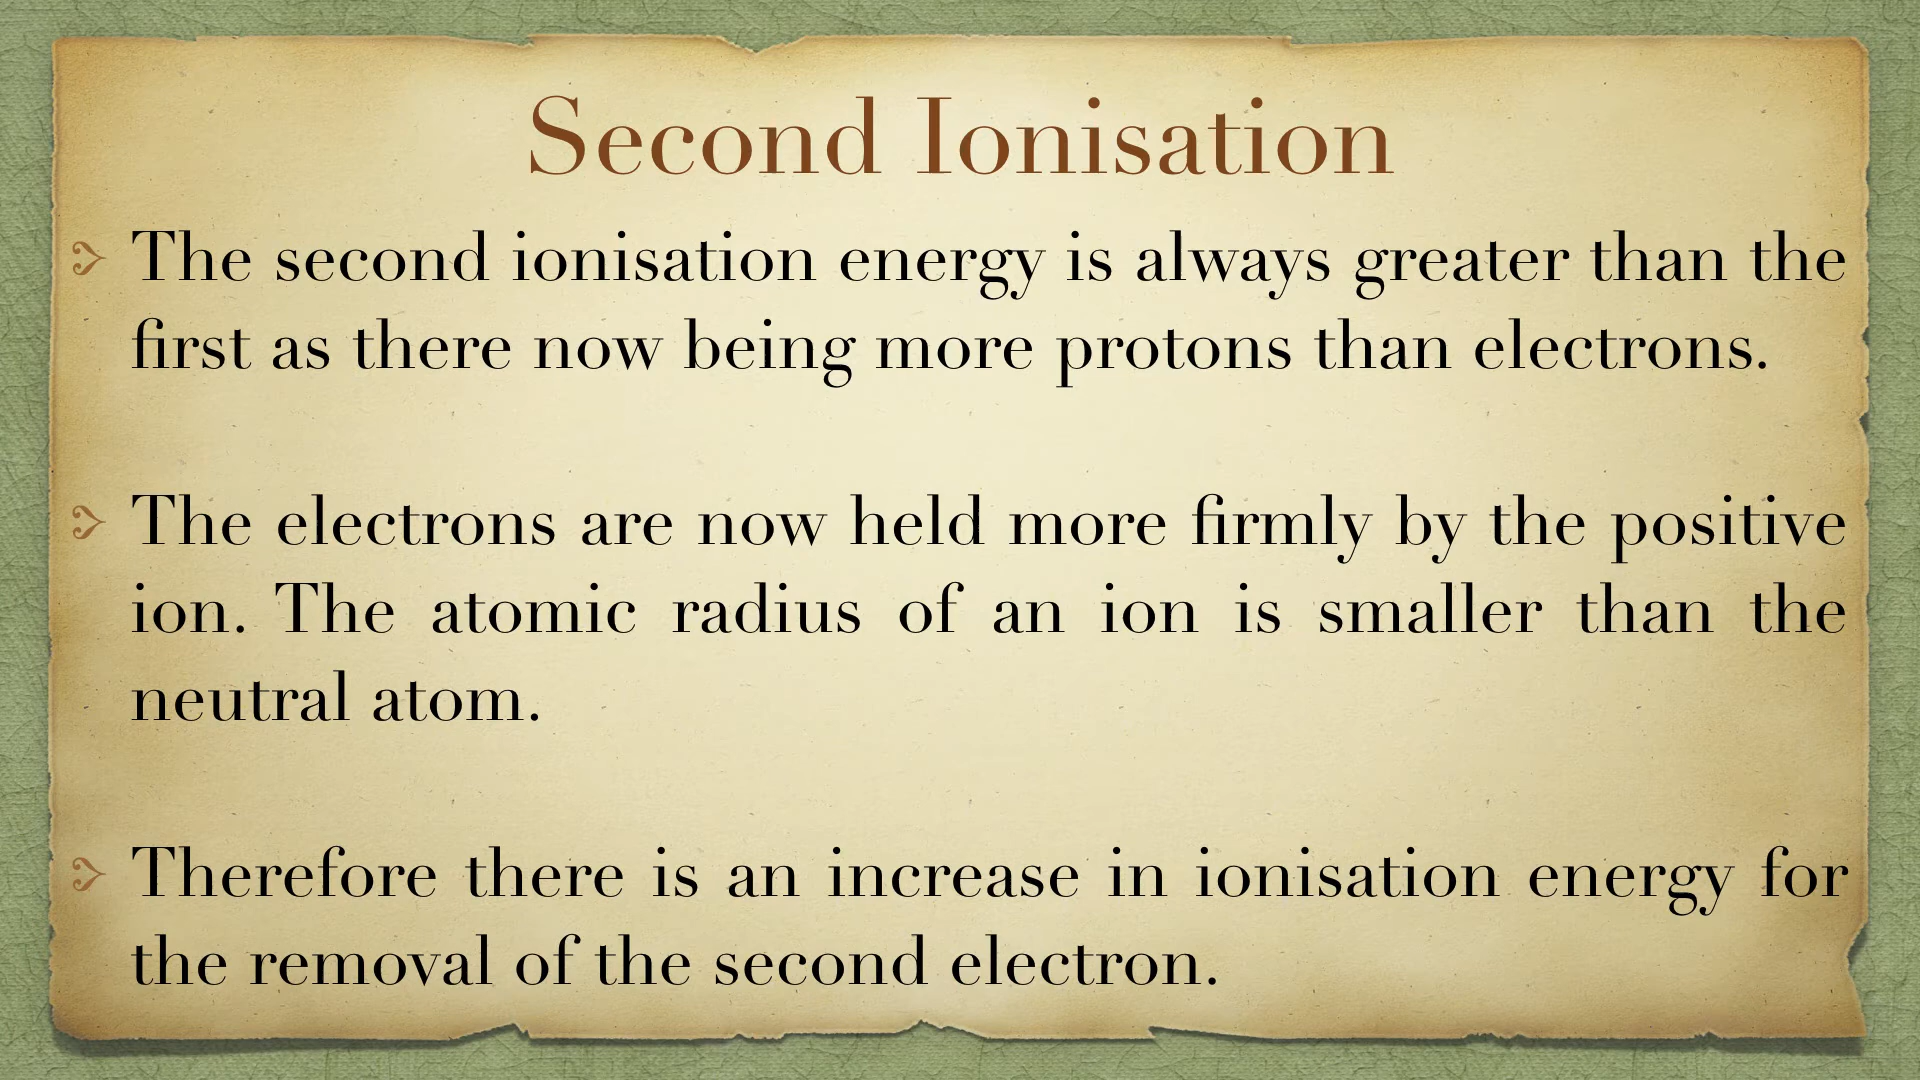 Second Ionisation
The second ionisation energy is always greater than the
first as there now being more protons than electrons.
The electrons are now held more firmly by the positive
ion. The atomic radius of an ion is smaller than the
neutral atom.
Therefore there is an increase in ionisation energy for
the removal of the second electron.